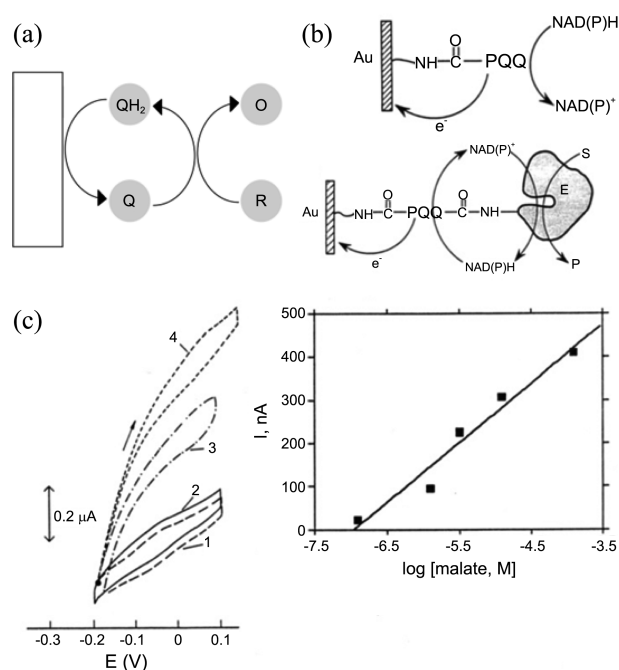 (a)
QH₂
O
Q
R
(b)
Au
NH
C
O
PQQ
NAD(P)H
NAD(P)⁺
e⁻
Au
NH
C
O
PQQ
C
O
NH
NAD(P)⁺
NAD(P)H
E
S
P
e⁻
(c)
4
3
2
1
0.2 µA
-0.3
-0.2
-0.1
0
0.1
E (V)
500
400
300
200
100
0
I, nA
-7.5
-6.5
-5.5
-4.5
-3.5
log [malate, M]